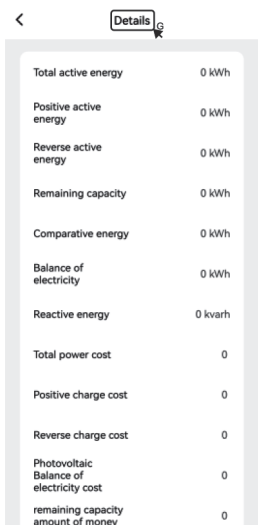 Details
G
Total active energy 0 kWh
Positive active
energy 0 kWh
Reverse active
energy 0 kWh
Remaining capacity 0 kWh
Comparative energy 0 kWh
Balance of
electricity 0 kWh
Reactive energy 0 kvarh
Total power cost 0
Positive charge cost 0
Reverse charge cost 0
Photovoltaic
Balance of 0
electricity cost
remaining capacity
amount of money 0